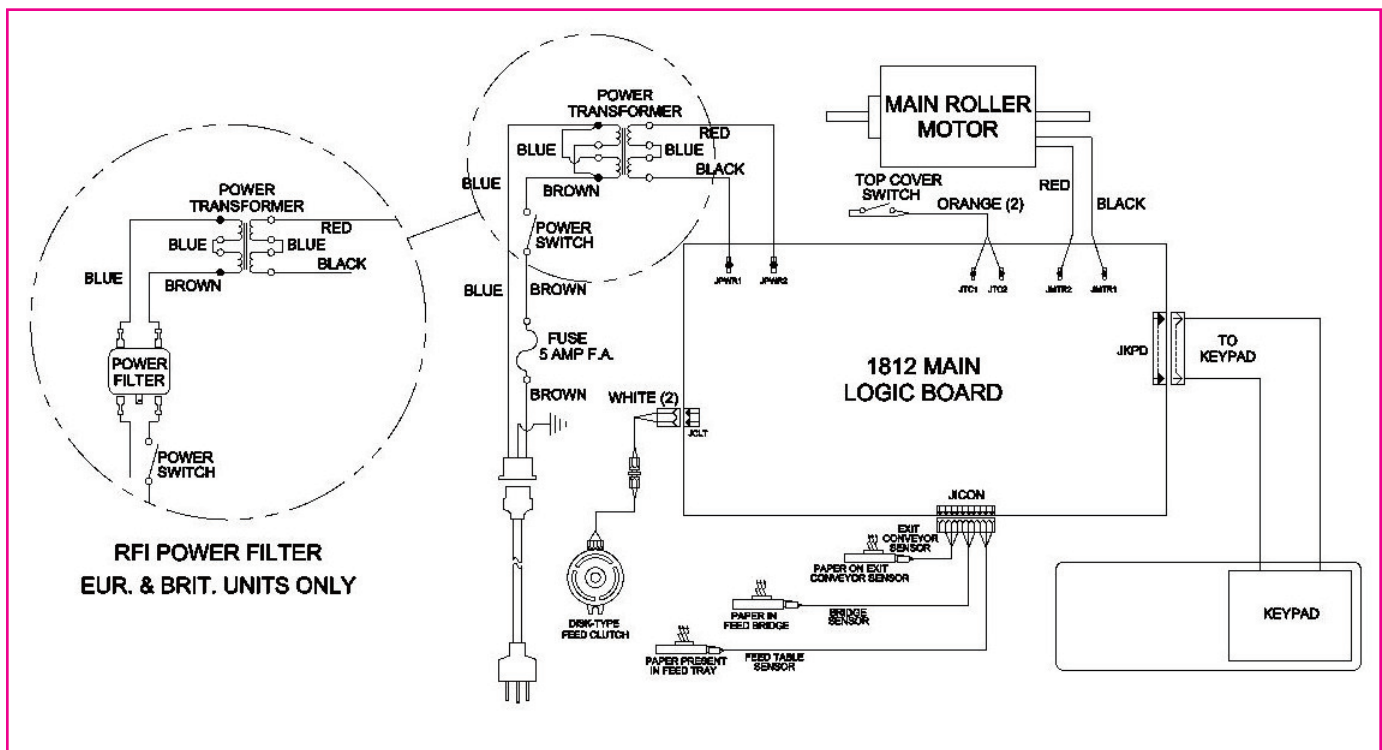 POWER
TRANSFORMER
RED
BLUE
BLUE
BLACK
BLUE
BROWN
POWER
SWITCH
BLUE
BROWN
FUSE
5 AMP F.A.
BROWN
MAIN ROLLER
MOTOR
TOP COVER
SWITCH
ORANGE (2)
RED
BLACK
POWER
TRANSFORMER
RED
BLUE
BLUE
BLACK
BLUE
BROWN
POWER
FILTER
POWER
SWITCH
RFI POWER FILTER
EUR. & BRIT. UNITS ONLY
JPWR1
JPWR2
JTC1
JTC2
JMTR2
JMTR1
1812 MAIN
LOGIC BOARD
JKPD
TO
KEYPAD
WHITE (2)
JCLT
JICON
EXIT
CONVEYOR
SENSOR
PAPER ON EXIT
CONVEYOR SENSOR
DISK-TYPE
FEED CLUTCH
PAPER IN
FEED BRIDGE
BRIDGE
SENSOR
PAPER PRESENT
IN FEED TRAY
FEED TABLE
SENSOR
KEYPAD